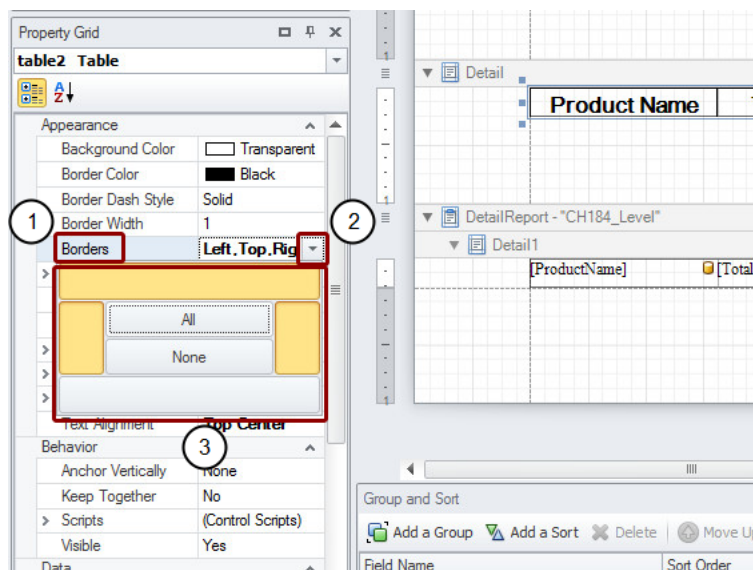 Property Grid
table2 Table
Appearance
Background Color Transparent
Border Color Black
Border Dash Style Solid
Border Width 1
Borders Left,Top,Rig
All
None
Text Alignment Top Center
Behavior
Anchor Vertically None
Keep Together No
Scripts (Control Scripts)
Visible Yes
Data
1
2
3
Detail
Product Name
DetailReport - "CH184_Level"
Detail1
[ProductName] [Total
Group and Sort
Add a Group Add a Sort Delete Move Up
Field Name Sort Order